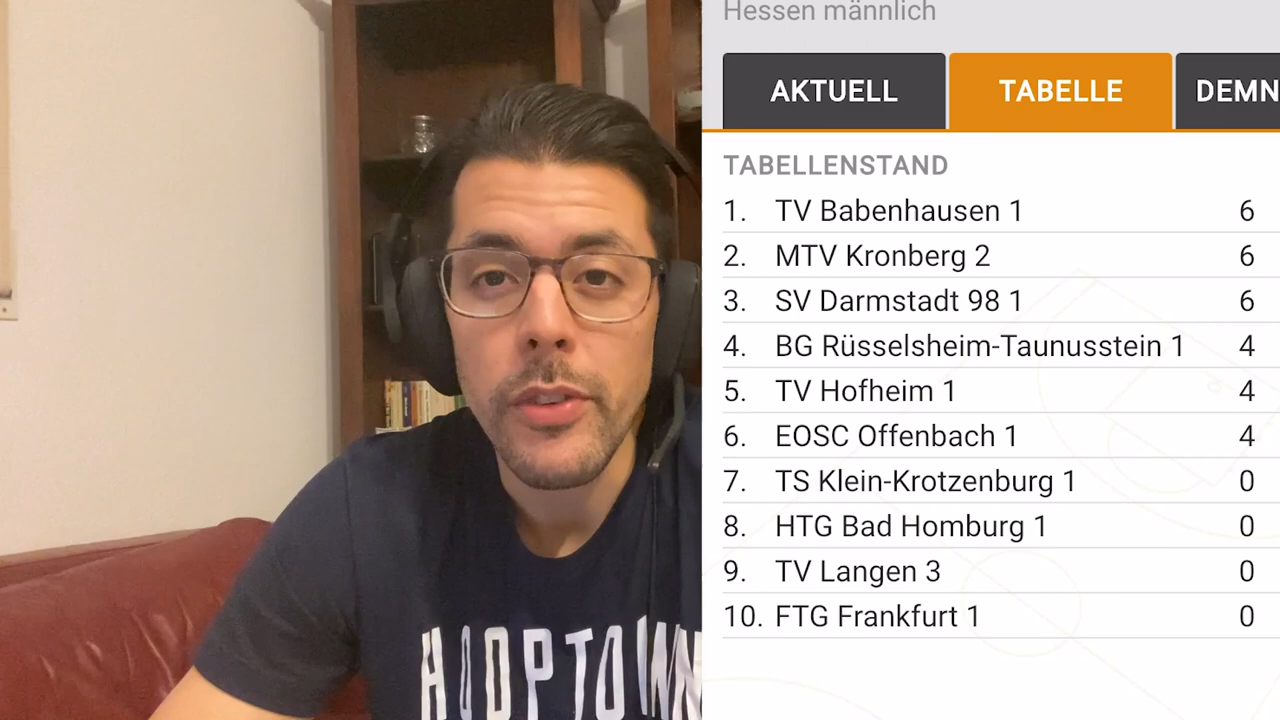 Hessen männlich
AKTUELL
TABELLE
DEMN
TABELLENSTAND
1. TV Babenhausen 1 6
2. MTV Kronberg 2 6
3. SV Darmstadt 98 1 6
4. BG Rüsselsheim-Taunusstein 1 4
5. TV Hofheim 1 4
6. EOSC Offenbach 1 4
7. TS Klein-Krotzenburg 1 0
8. HTG Bad Homburg 1 0
9. TV Langen 3 0
10. FTG Frankfurt 1 0
HOOPTOWN